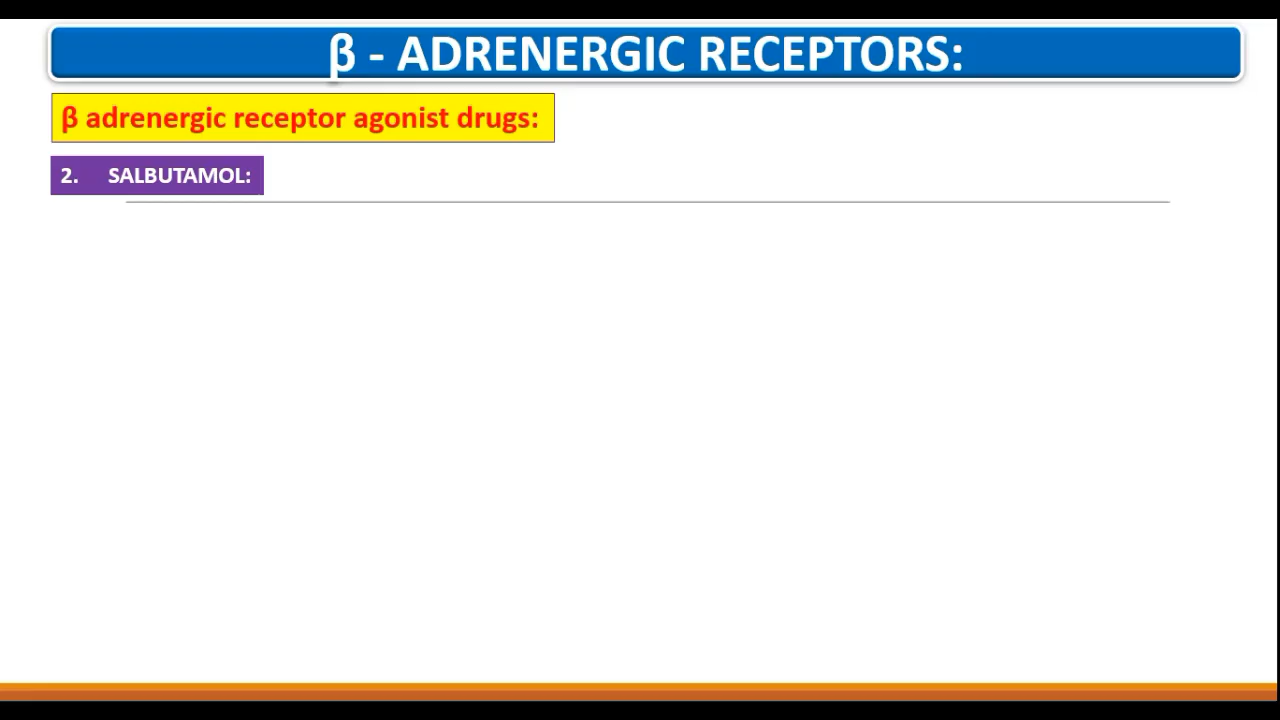 β - ADRENERGIC RECEPTORS:
β adrenergic receptor agonist drugs:
2. SALBUTAMOL: